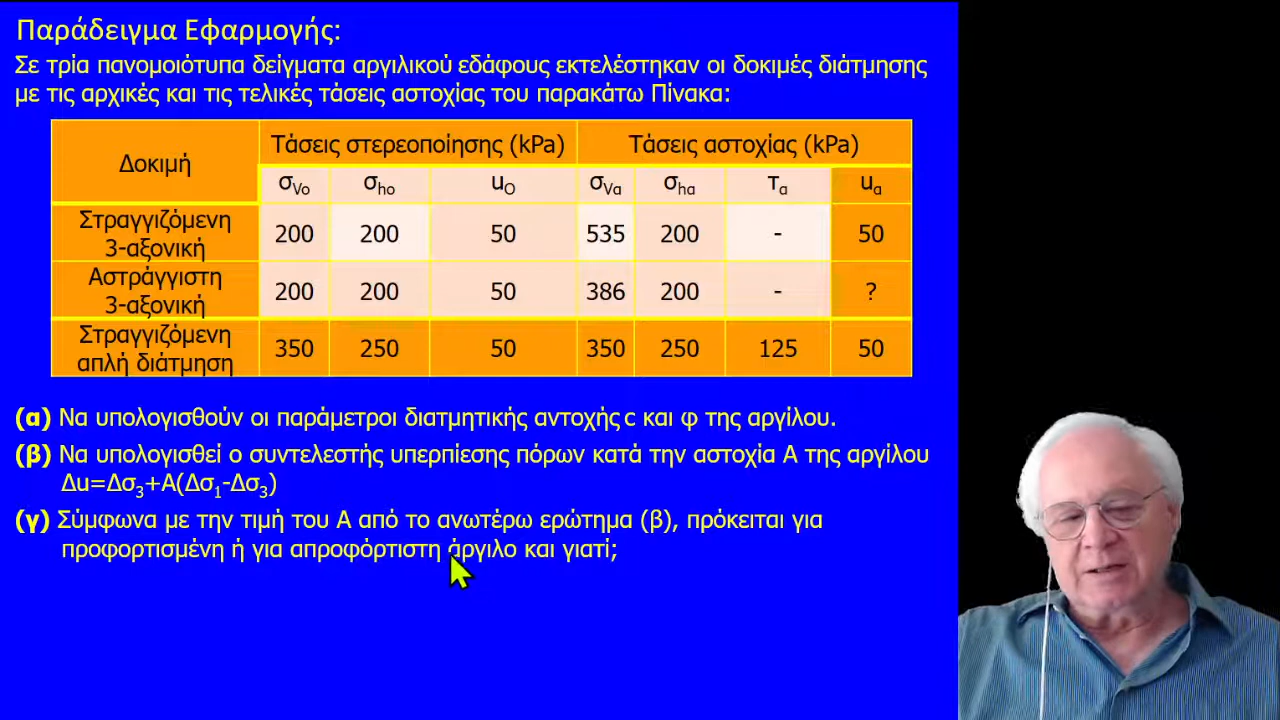 Παράδειγμα Εφαρμογής:
Σε τρία πανομοιότυπα δείγματα αργιλικού εδάφους εκτελέστηκαν οι δοκιμές διάτμησης
με τις αρχικές και τις τελικές τάσεις αστοχίας του παρακάτω Πίνακα:
Δοκιμή Τάσεις στερεοποίησης (kPa) Τάσεις αστοχίας (kPa)
σVo σho uO σVα σhα τα uα
Στραγγιζόμενη
3-αξονική 200 200 50 535 200 - 50
Αστράγγιστη
3-αξονική 200 200 50 386 200 - ?
Στραγγιζόμενη
απλή διάτμηση 350 250 50 350 250 125 50
(α) Να υπολογισθούν οι παράμετροι διατμητικής αντοχής c και φ της αργίλου.
(β) Να υπολογισθεί ο συντελεστής υπερπίεσης πόρων κατά την αστοχία Α της αργίλου
Δu=Δσ3+A(Δσ1-Δσ3)
(γ) Σύμφωνα με την τιμή του Α από το ανωτέρω ερώτημα (β), πρόκειται για
προφορτισμένη ή για απροφόρτιστη άργιλο και γιατί;